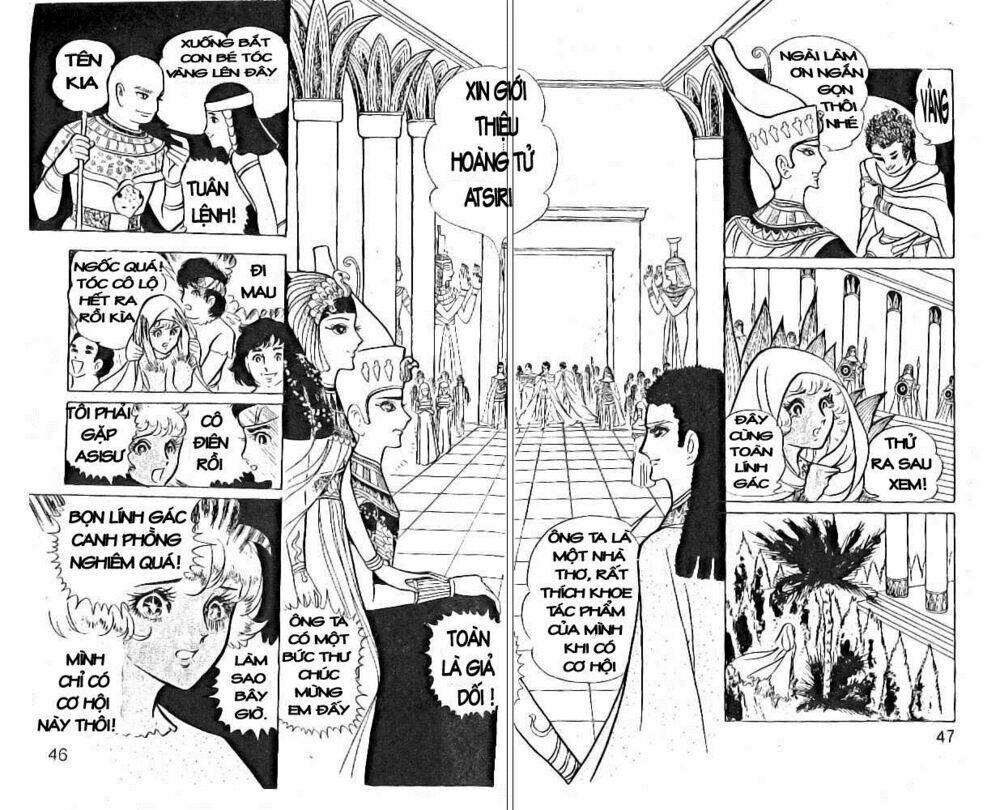 TÊN
KIA
XUỐNG BẮT
CON BÉ TÓC
VÀNG LÊN ĐÂY
TUÂN
LỆNH!
NGỐC QUÁ!
TÓC CÔ LỘ
HẾT RA
RỒI KÌA
ĐI
MAU
TÔI PHẢI
GẶP
ASISƯ
CÔ
ĐIÊN
RỒI
BỌN LÍNH GÁC
CANH PHỒNG
NGHIÊM QUÁ!
MÌNH
CHỈ CÓ
CƠ HỘI
NÀY THÔI!
LÀM
SAO
BÂY
GIỜ.
XIN GIỚI
THIỆU
HOÀNG TỬ
ATSIRI
ÔNG TA
CÓ MỘT
BỨC THƯ
CHÚC
MỪNG
EM ĐẤY
TOÀN
LÀ GIẢ
DỐI!
46
NGÀI LÀM
ƠN NGẮN
GỌN
THÔI
NHÉ
VÂNG
ÔNG TA LÀ
MỘT NHÀ
THƠ, RẤT
THÍCH KHOE
TÁC PHẨM
CỦA MÌNH
KHI CÓ
CƠ HỘI
ĐÂY
CŨNG
TOÀN
LÍNH
GÁC
THỬ
RA SAU
XEM!
47